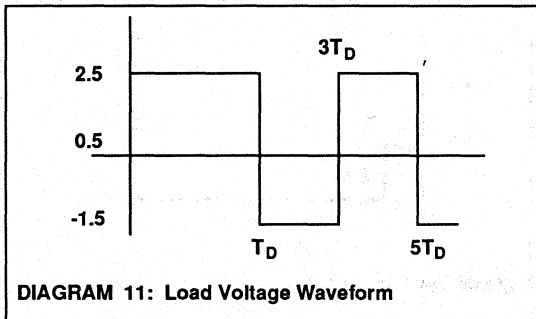 3T_D
2.5
0.5
-1.5
T_D 5T_D
DIAGRAM 11: Load Voltage Waveform